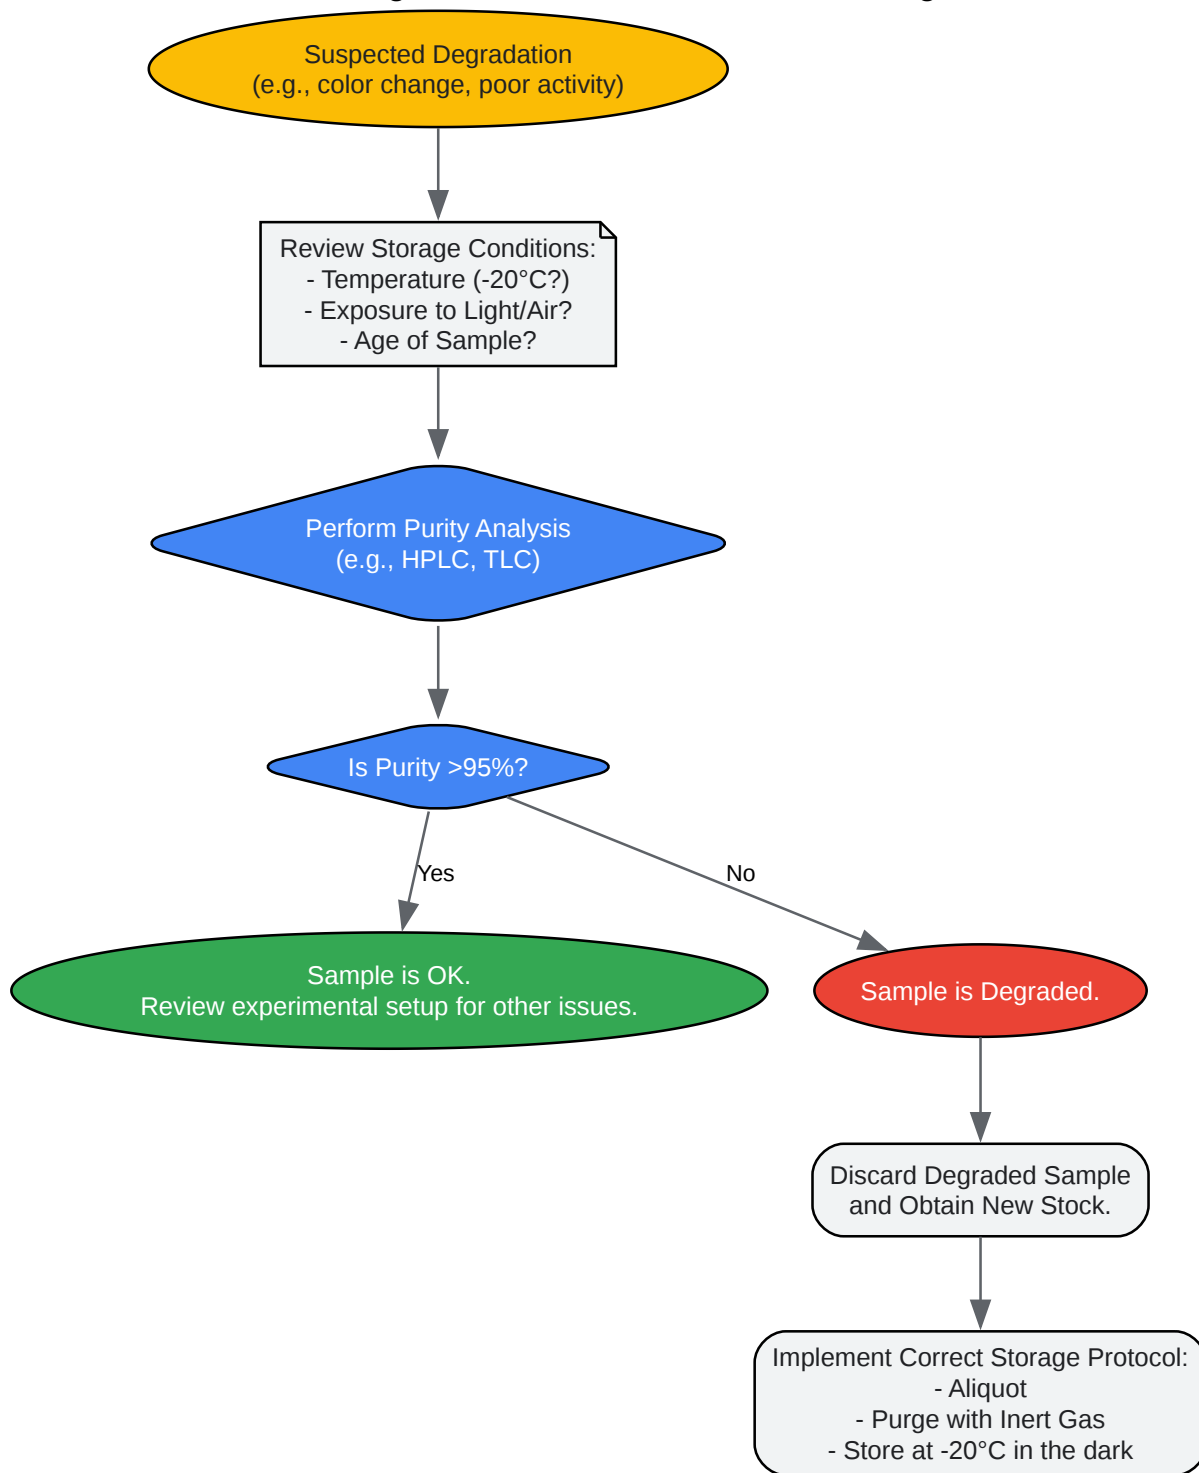 Suspected Degradation
(e.g., color change, poor activity)
Review Storage Conditions:
- Temperature (-20°C?)
- Exposure to Light/Air?
- Age of Sample?
Perform Purity Analysis
(e.g., HPLC, TLC)
Is Purity >95%?
Yes
No
Sample is OK.
Review experimental setup for other issues.
Sample is Degraded.
Discard Degraded Sample
and Obtain New Stock.
Implement Correct Storage Protocol:
- Aliquot
- Purge with Inert Gas
- Store at -20°C in the dark